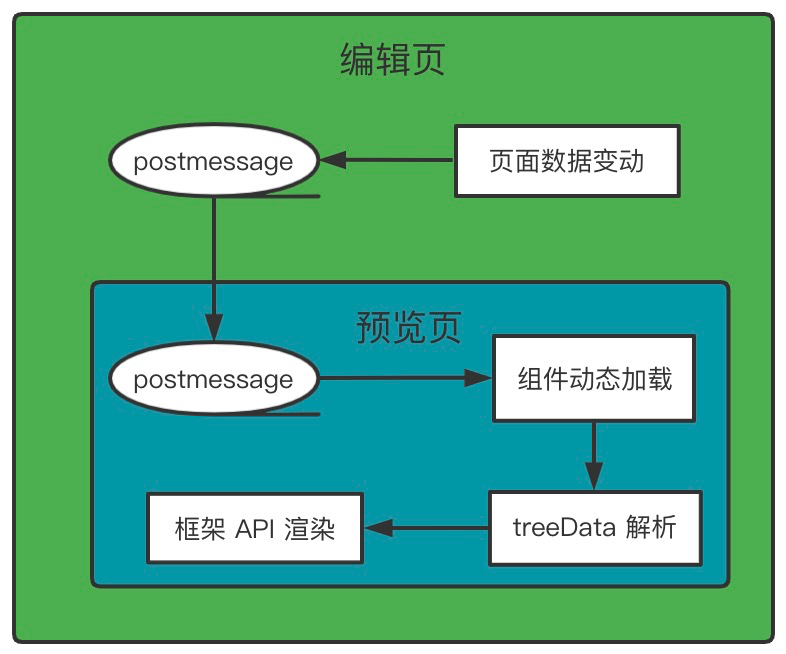 编辑页
postmessage
页面数据变动
预览页
postmessage
组件动态加载
框架 API 渲染
treeData 解析